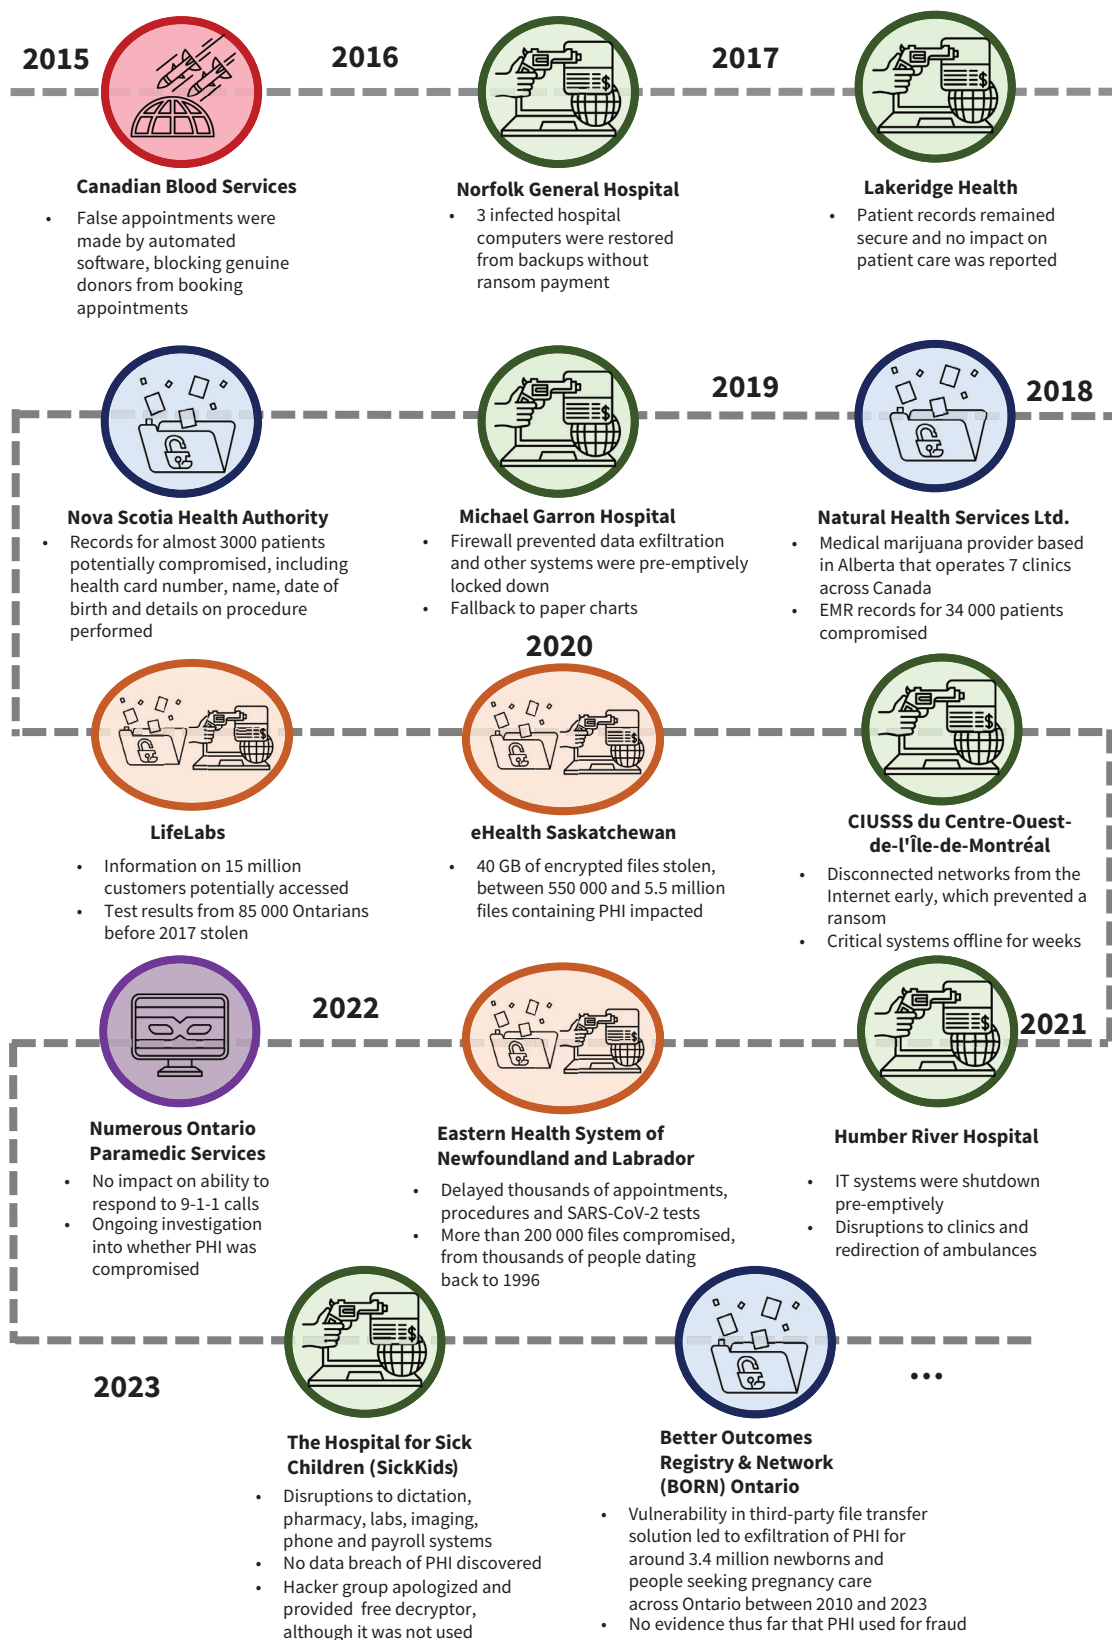 2015
2016
2017
Canadian Blood Services
• False appointments were
made by automated
software, blocking genuine
donors from booking
appointments
Norfolk General Hospital
• 3 infected hospital
computers were restored
from backups without
ransom payment
Lakeridge Health
• Patient records remained
secure and no impact on
patient care was reported
2018
2019
Natural Health Services Ltd.
• Medical marijuana provider based
in Alberta that operates 7 clinics
across Canada
• EMR records for 34 000 patients
compromised
Michael Garron Hospital
• Firewall prevented data exfiltration
and other systems were pre-emptively
locked down
• Fallback to paper charts
Nova Scotia Health Authority
• Records for almost 3000 patients
potentially compromised, including
health card number, name, date of
birth and details on procedure
performed
2020
LifeLabs
• Information on 15 million
customers potentially accessed
• Test results from 85 000 Ontarians
before 2017 stolen
eHealth Saskatchewan
• 40 GB of encrypted files stolen,
between 550 000 and 5.5 million
files containing PHI impacted
CIUSSS du Centre-Ouest-
de-l'Île-de-Montréal
• Disconnected networks from the
Internet early, which prevented a
ransom
• Critical systems offline for weeks
2021
2022
Humber River Hospital
• IT systems were shutdown
pre-emptively
• Disruptions to clinics and
redirection of ambulances
Eastern Health System of
Newfoundland and Labrador
• Delayed thousands of appointments,
procedures and SARS-CoV-2 tests
• More than 200 000 files compromised,
from thousands of people dating
back to 1996
Numerous Ontario
Paramedic Services
• No impact on ability to
respond to 9-1-1 calls
• Ongoing investigation
into whether PHI was
compromised
2023
The Hospital for Sick
Children (SickKids)
• Disruptions to dictation,
pharmacy, labs, imaging,
phone and payroll systems
• No data breach of PHI discovered
• Hacker group apologized and
provided free decryptor,
although it was not used
Better Outcomes
Registry & Network
(BORN) Ontario
• Vulnerability in third-party file transfer
solution led to exfiltration of PHI for
around 3.4 million newborns and
people seeking pregnancy care
across Ontario between 2010 and 2023
• No evidence thus far that PHI used for fraud
...